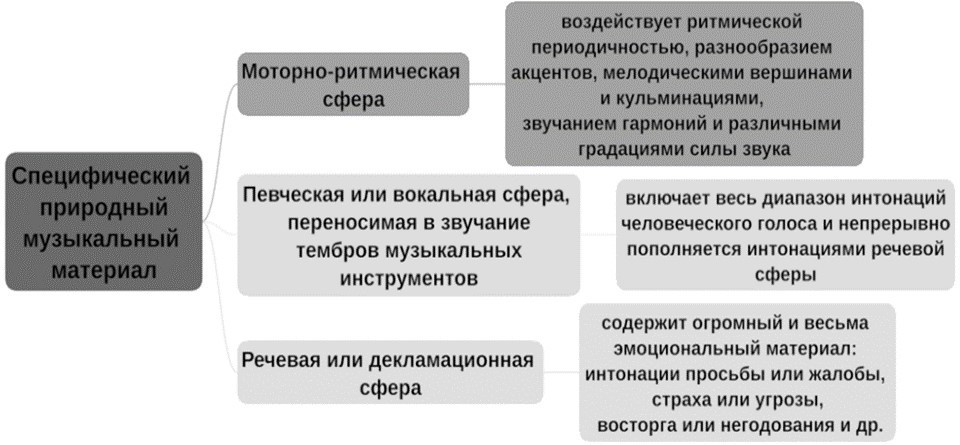 Специфический
природный
музыкальный
материал
Моторно-ритмическая
сфера
воздействует ритмической
периодичностью, разнообразием
акцентов, мелодическими вершинами
и кульминациями,
звучанием гармоний и различными
градациями силы звука
Певческая или вокальная сфера,
переносимая в звучание
тембров музыкальных
инструментов
включает весь диапазон интонаций
человеческого голоса и непрерывно
пополняется интонациями речевой
сферы
Речевая или декламационная
сфера
содержит огромный и весьма
эмоциональный материал:
интонации просьбы или жалобы,
страха или угрозы,
восторга или негодования и др.